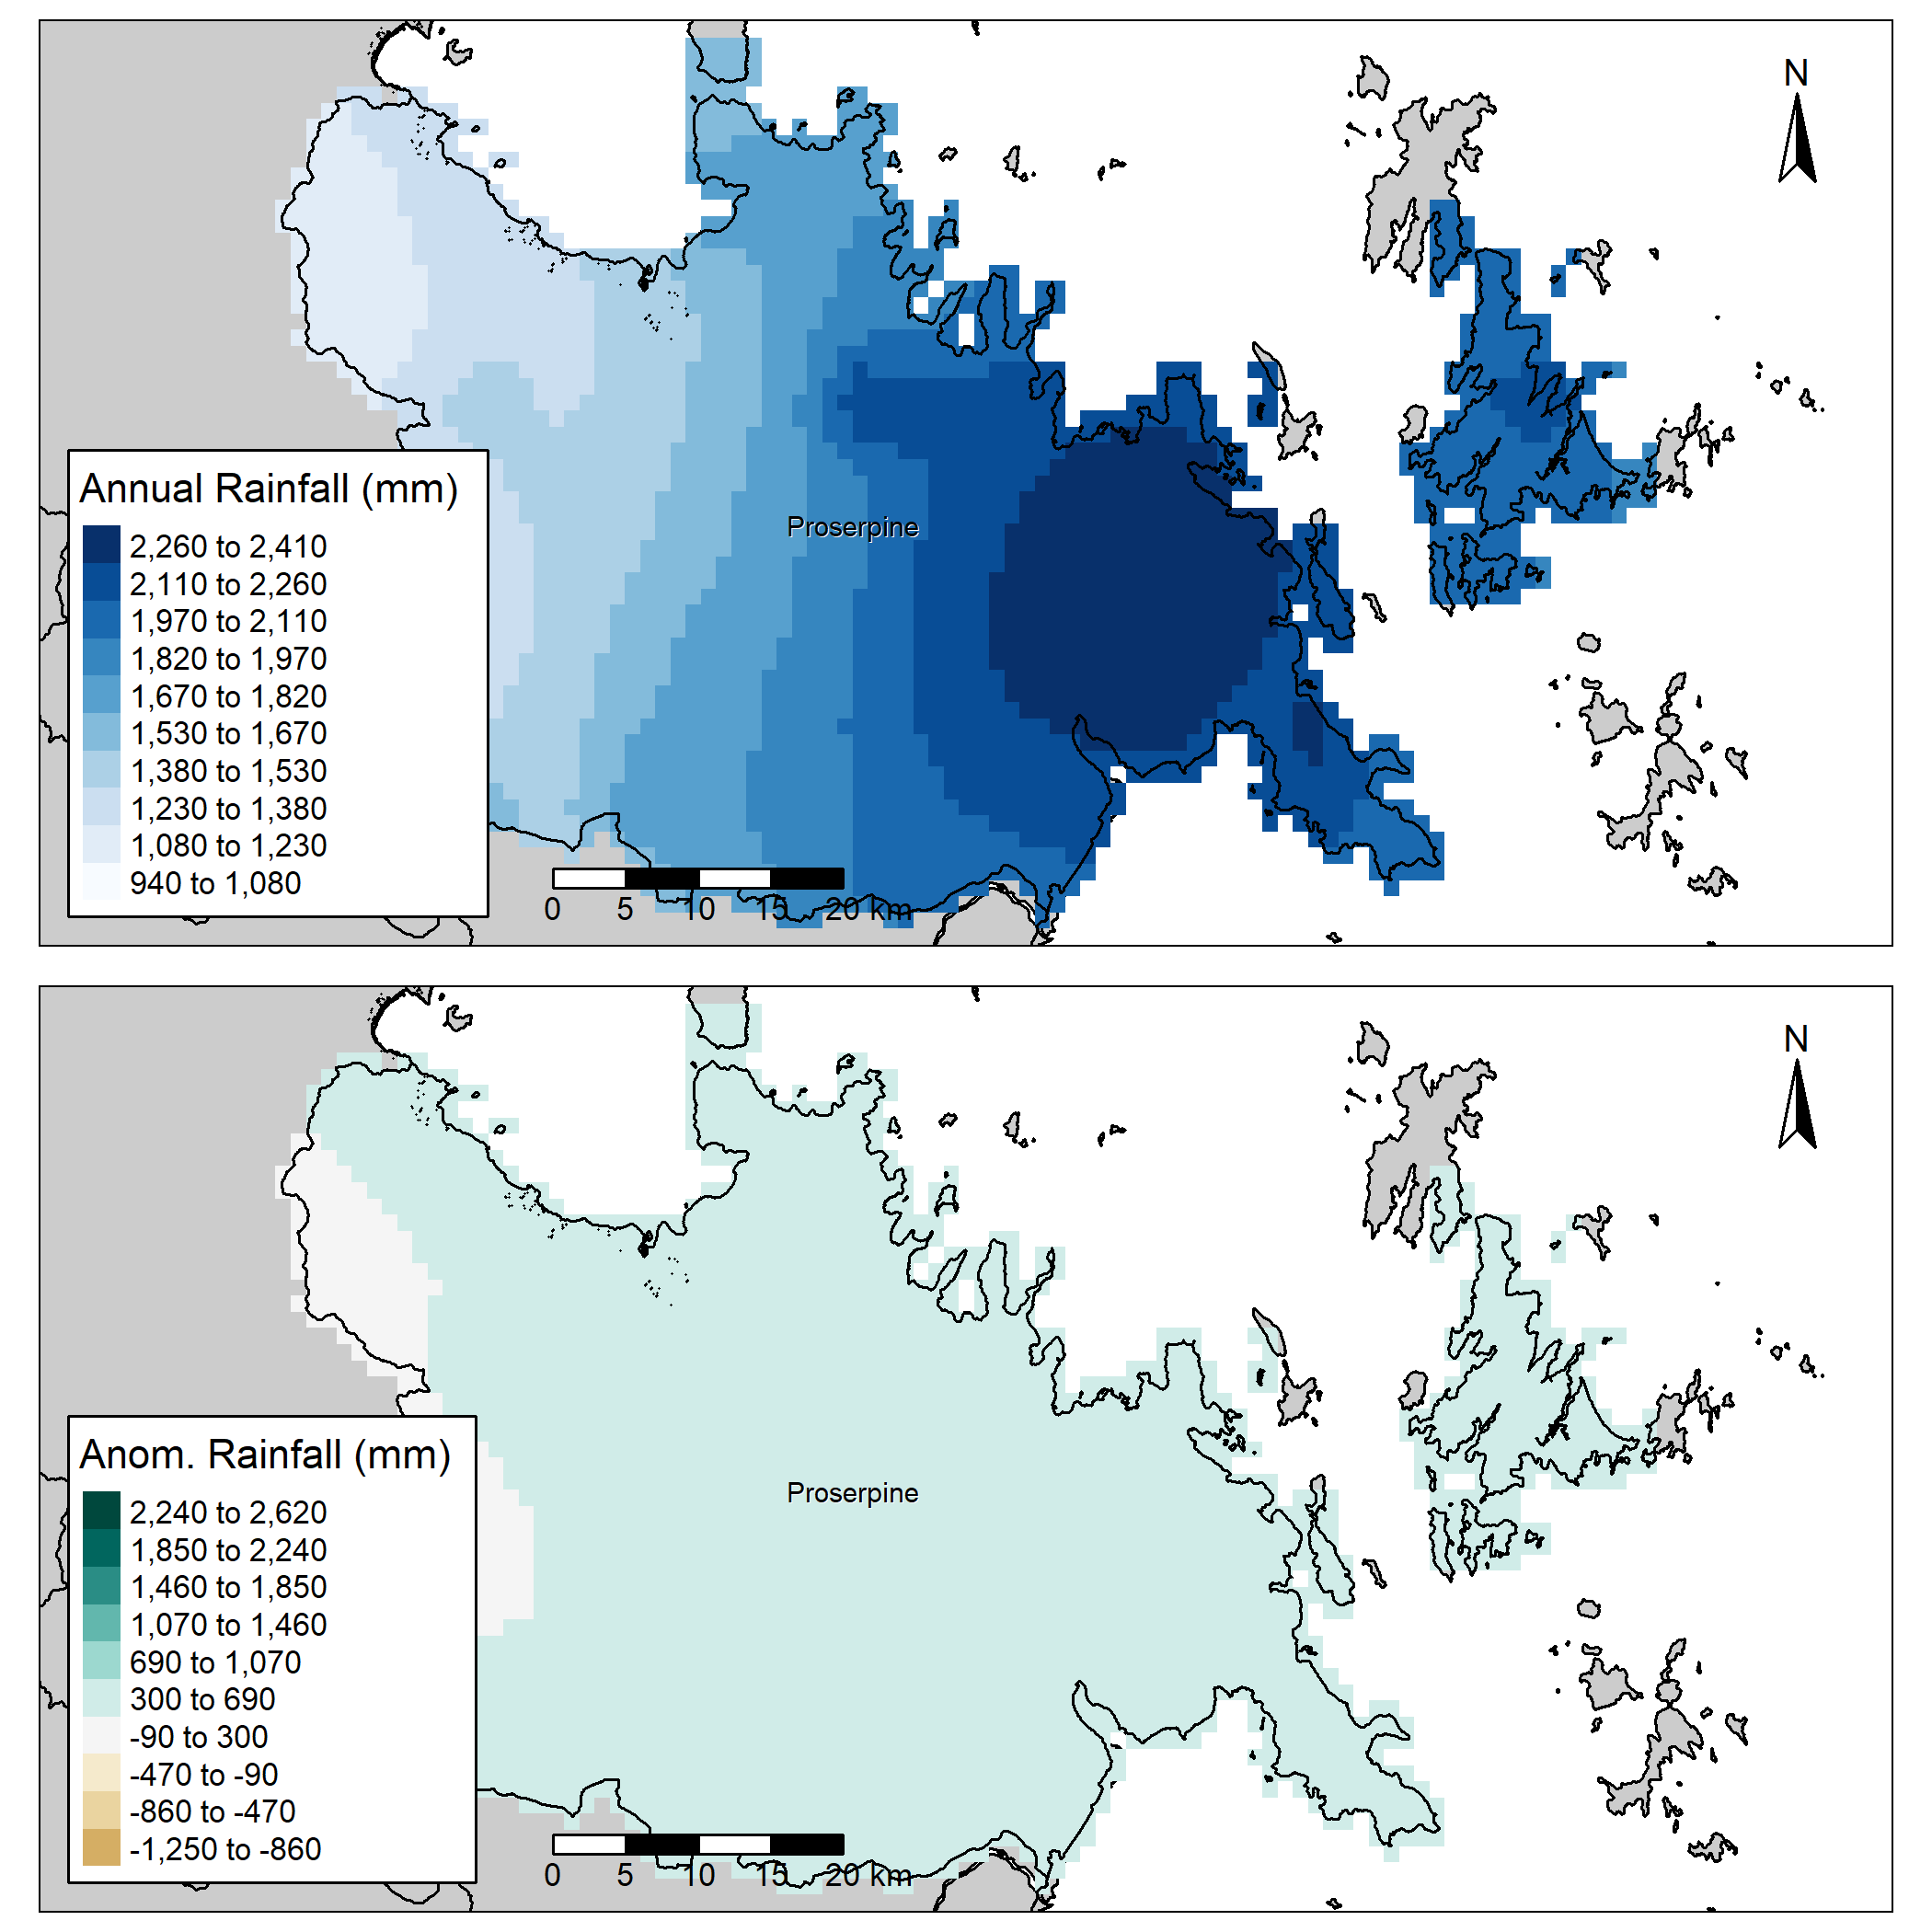 N
Proserpine
Annual Rainfall (mm)
2,260 to 2,410
2,110 to 2,260
1,970 to 2,110
1,820 to 1,970
1,670 to 1,820
1,530 to 1,670
1,380 to 1,530
1,230 to 1,380
1,080 to 1,230
940 to 1,080
0 5 10 15 20 km
N
Proserpine
Anom. Rainfall (mm)
2,240 to 2,620
1,850 to 2,240
1,460 to 1,850
1,070 to 1,460
690 to 1,070
300 to 690
-90 to 300
-470 to -90
-860 to -470
-1,250 to -860
0 5 10 15 20 km